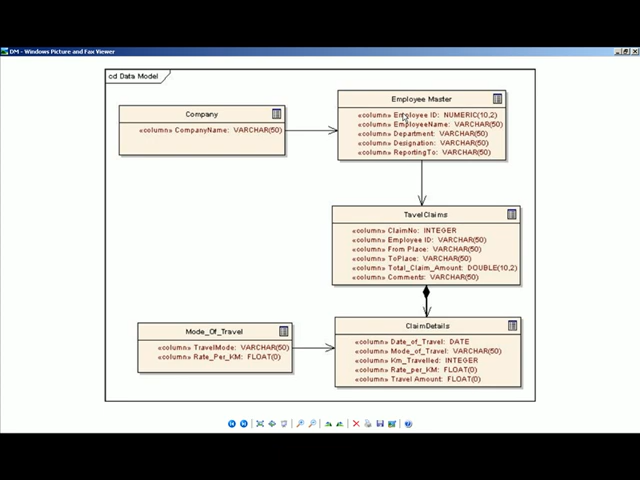 DM - Windows Picture and Fax Viewer
cd Data Model
Company
«column» CompanyName: VARCHAR(50)
Employee Master
«column» Employee ID: NUMERIC(10,2)
«column» EmployeeName: VARCHAR(50)
«column» Department: VARCHAR(50)
«column» Designation: VARCHAR(50)
«column» ReportingTo: VARCHAR(50)
TavelClaims
«column» ClaimNo: INTEGER
«column» Employee ID: VARCHAR(50)
«column» From Place: VARCHAR(50)
«column» ToPlace: VARCHAR(50)
«column» Total_Claim_Amount: DOUBLE(10,2)
«column» Comments: VARCHAR(50)
Mode_Of_Travel
«column» TravelMode: VARCHAR(50)
«column» Rate_Per_KM: FLOAT(0)
ClaimDetails
«column» Date_of_Travel: DATE
«column» Mode_of_Travel: VARCHAR(50)
«column» Km_Travelled: INTEGER
«column» Rate_per_KM: FLOAT(0)
«column» Travel Amount: FLOAT(0)